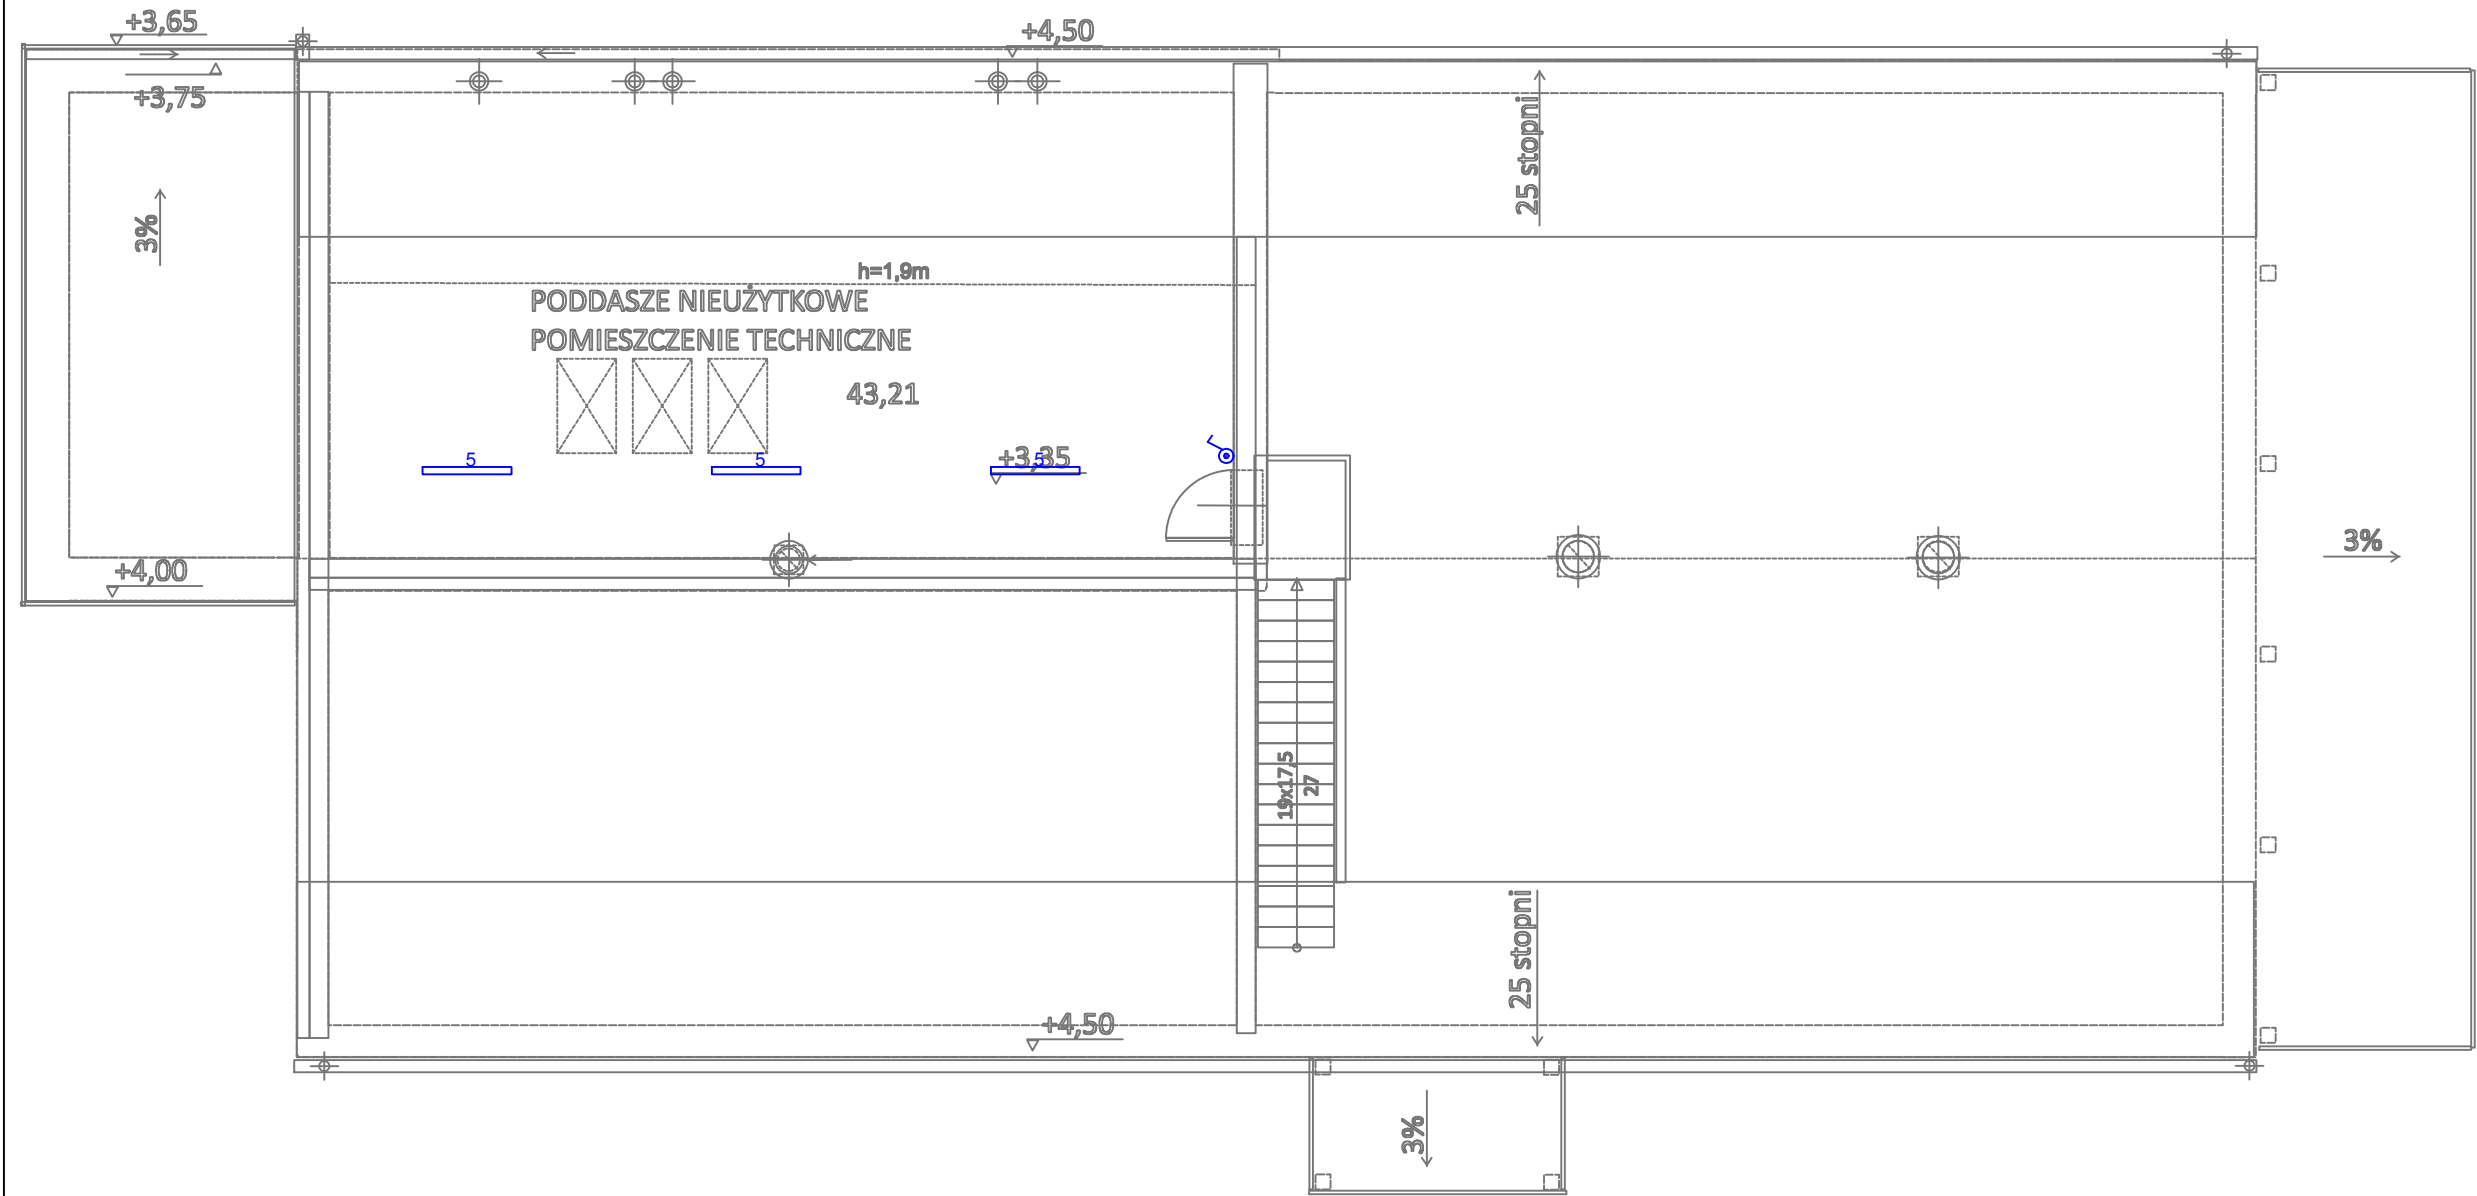 +3,65
+4,50
+3,75
25 stopni
3%
h=1,9m
PODDASZE NIEUŻYTKOWE
POMIESZCZENIE TECHNICZNE
43,21
5
5
5
+3,35
3%
+4,00
19x17,5
27
25 stopni
+4,50
3%